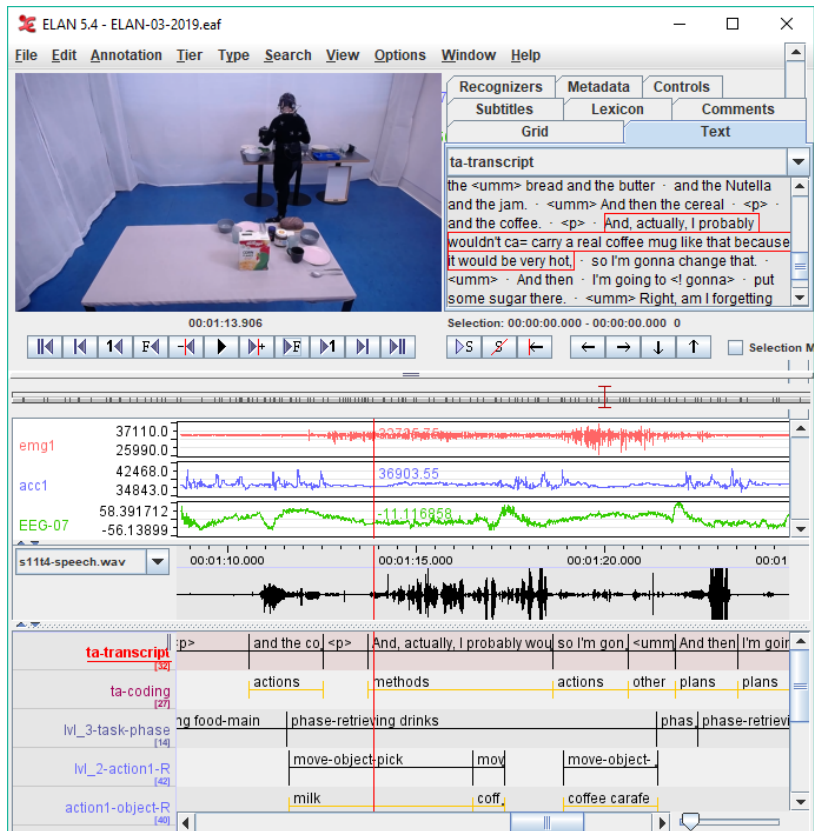 ELAN 5.4 - ELAN-03-2019.eaf
File Edit Annotation Tier Type Search View Options Window Help
Recognizers Metadata Controls
Subtitles Lexicon Comments
Grid Text
ta-transcript
the <umm> bread and the butter · and the Nutella
and the jam. · <umm> And then the cereal · <p> ·
and the coffee. · <p> · And, actually, I probably
wouldn't ca= carry a real coffee mug like that because
it would be very hot, · so I'm gonna change that. ·
<umm> · And then · I'm going to <! gonna> · put
some sugar there. · <umm> Right, am I forgetting
00:01:13.906
Selection: 00:00:00.000 - 00:00:00.000 0
Selection M
emg1
37110.0
25990.0
32735.75
acc1
42468.0
34843.0
36903.55
EEG-07
58.391712
-56.13899
-11.116858
s11t4-speech.wav
00:01:10.000 00:01:15.000 00:01:20.000 00:01
ta-transcript [32]
p> and the co <p> And, actually, I probably wou so I'm gon <umm And then I'm goir
ta-coding [27]
actions methods actions other plans plans
lvl_3-task-phase [14]
ng food-main phase-retrieving drinks phas phase-retrievi
lvl_2-action1-R [42]
move-object-pick mov move-object-
action1-object-R [40]
milk coff coffee carafe